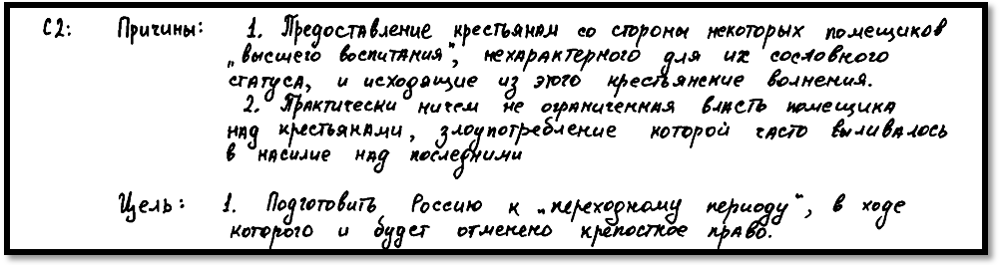 С2: Причины: 1. Предоставление крестьянам со стороны некоторых помещиков
„высшего воспитания", нехарактерного для их сословного
статуса, и исходящие из этого крестьянские волнения.
2. Практически ничем не ограниченная власть помещика
над крестьянами, злоупотребление которой часто выливалось
в насилие над последними
Цель: 1. Подготовить Россию к „переходному периоду", в ходе
которого и будет отменено крепостное право.